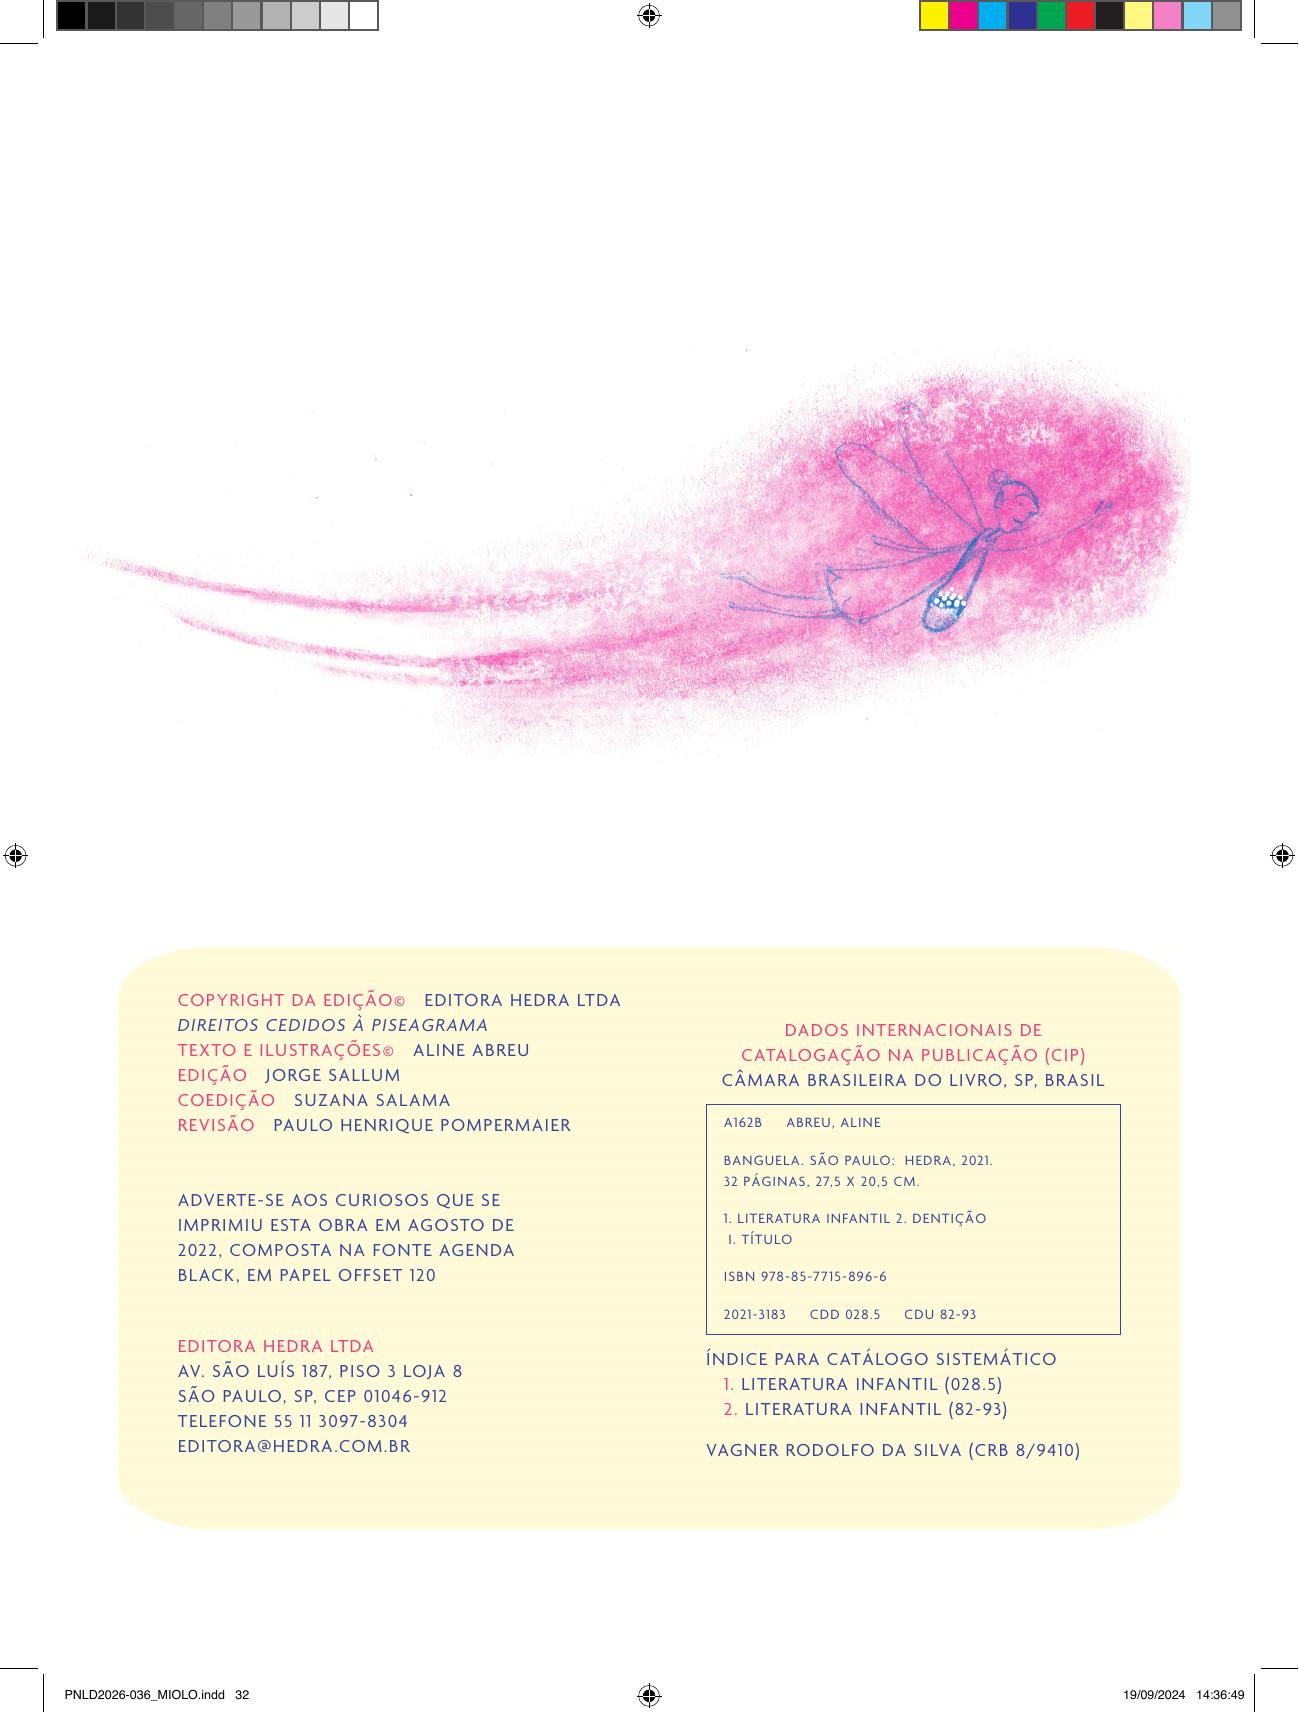 COPYRIGHT DA EDIÇÃO© EDITORA HEDRA LTDA
DIREITOS CEDIDOS À PISEAGRAMA
TEXTO E ILUSTRAÇÕES© ALINE ABREU
EDIÇÃO JORGE SALLUM
COEDIÇÃO SUZANA SALAMA
REVISÃO PAULO HENRIQUE POMPERMAIER
ADVERTE-SE AOS CURIOSOS QUE SE
IMPRIMIU ESTA OBRA EM AGOSTO DE
2022, COMPOSTA NA FONTE AGENDA
BLACK, EM PAPEL OFFSET 120
EDITORA HEDRA LTDA
AV. SÃO LUÍS 187, PISO 3 LOJA 8
SÃO PAULO, SP, CEP 01046-912
TELEFONE 55 11 3097-8304
EDITORA@HEDRA.COM.BR
DADOS INTERNACIONAIS DE
CATALOGAÇÃO NA PUBLICAÇÃO (CIP)
CÂMARA BRASILEIRA DO LIVRO, SP, BRASIL
A162B ABREU, ALINE
BANGUELA. SÃO PAULO: HEDRA, 2021.
32 PÁGINAS, 27,5 X 20,5 CM.
1. LITERATURA INFANTIL 2. DENTIÇÃO
I. TÍTULO
ISBN 978-85-7715-896-6
2021-3183 CDD 028.5 CDU 82-93
ÍNDICE PARA CATÁLOGO SISTEMÁTICO
1. LITERATURA INFANTIL (028.5)
2. LITERATURA INFANTIL (82-93)
VAGNER RODOLFO DA SILVA (CRB 8/9410)
PNLD2026-036_MIOLO.indd 32
19/09/2024 14:36:49